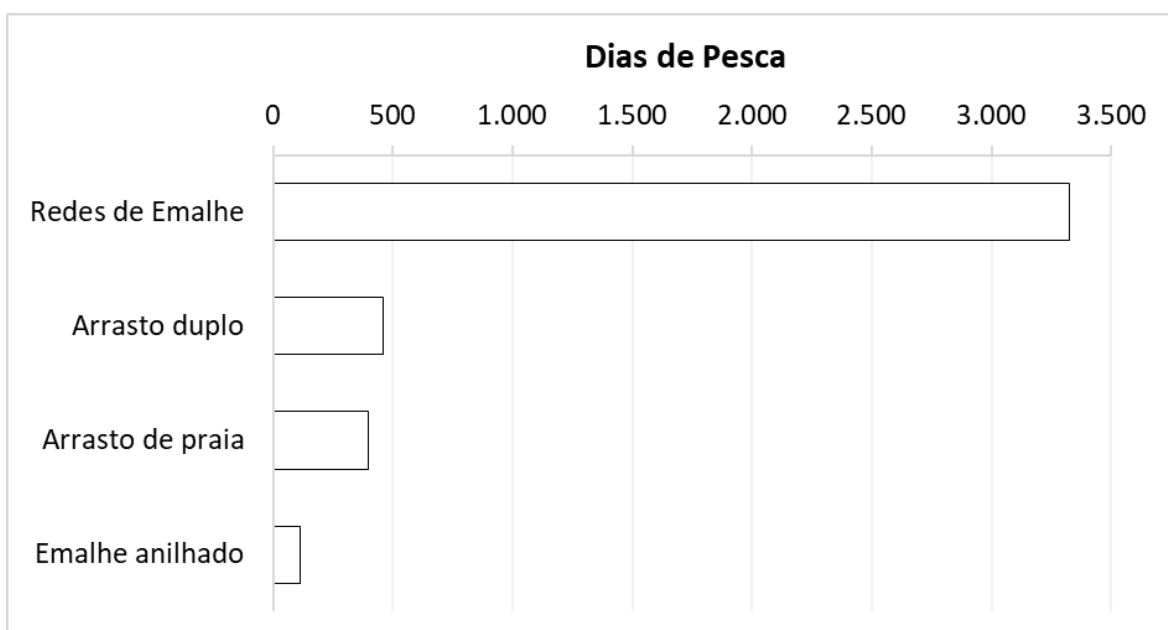 Dias de Pesca
0 500 1.000 1.500 2.000 2.500 3.000 3.500
Redes de Emalhe
Arrasto duplo
Arrasto de praia
Emalhe anilhado